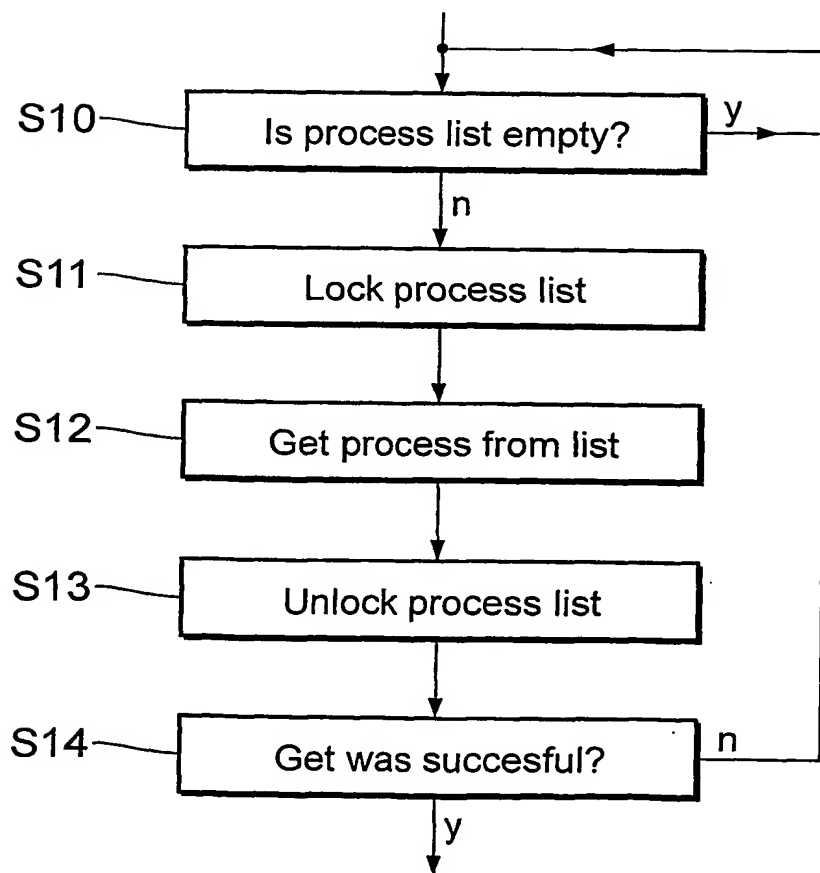 S10
Is process list empty?
y
n
S11
Lock process list
S12
Get process from list
S13
Unlock process list
S14
Get was succesful?
n
y